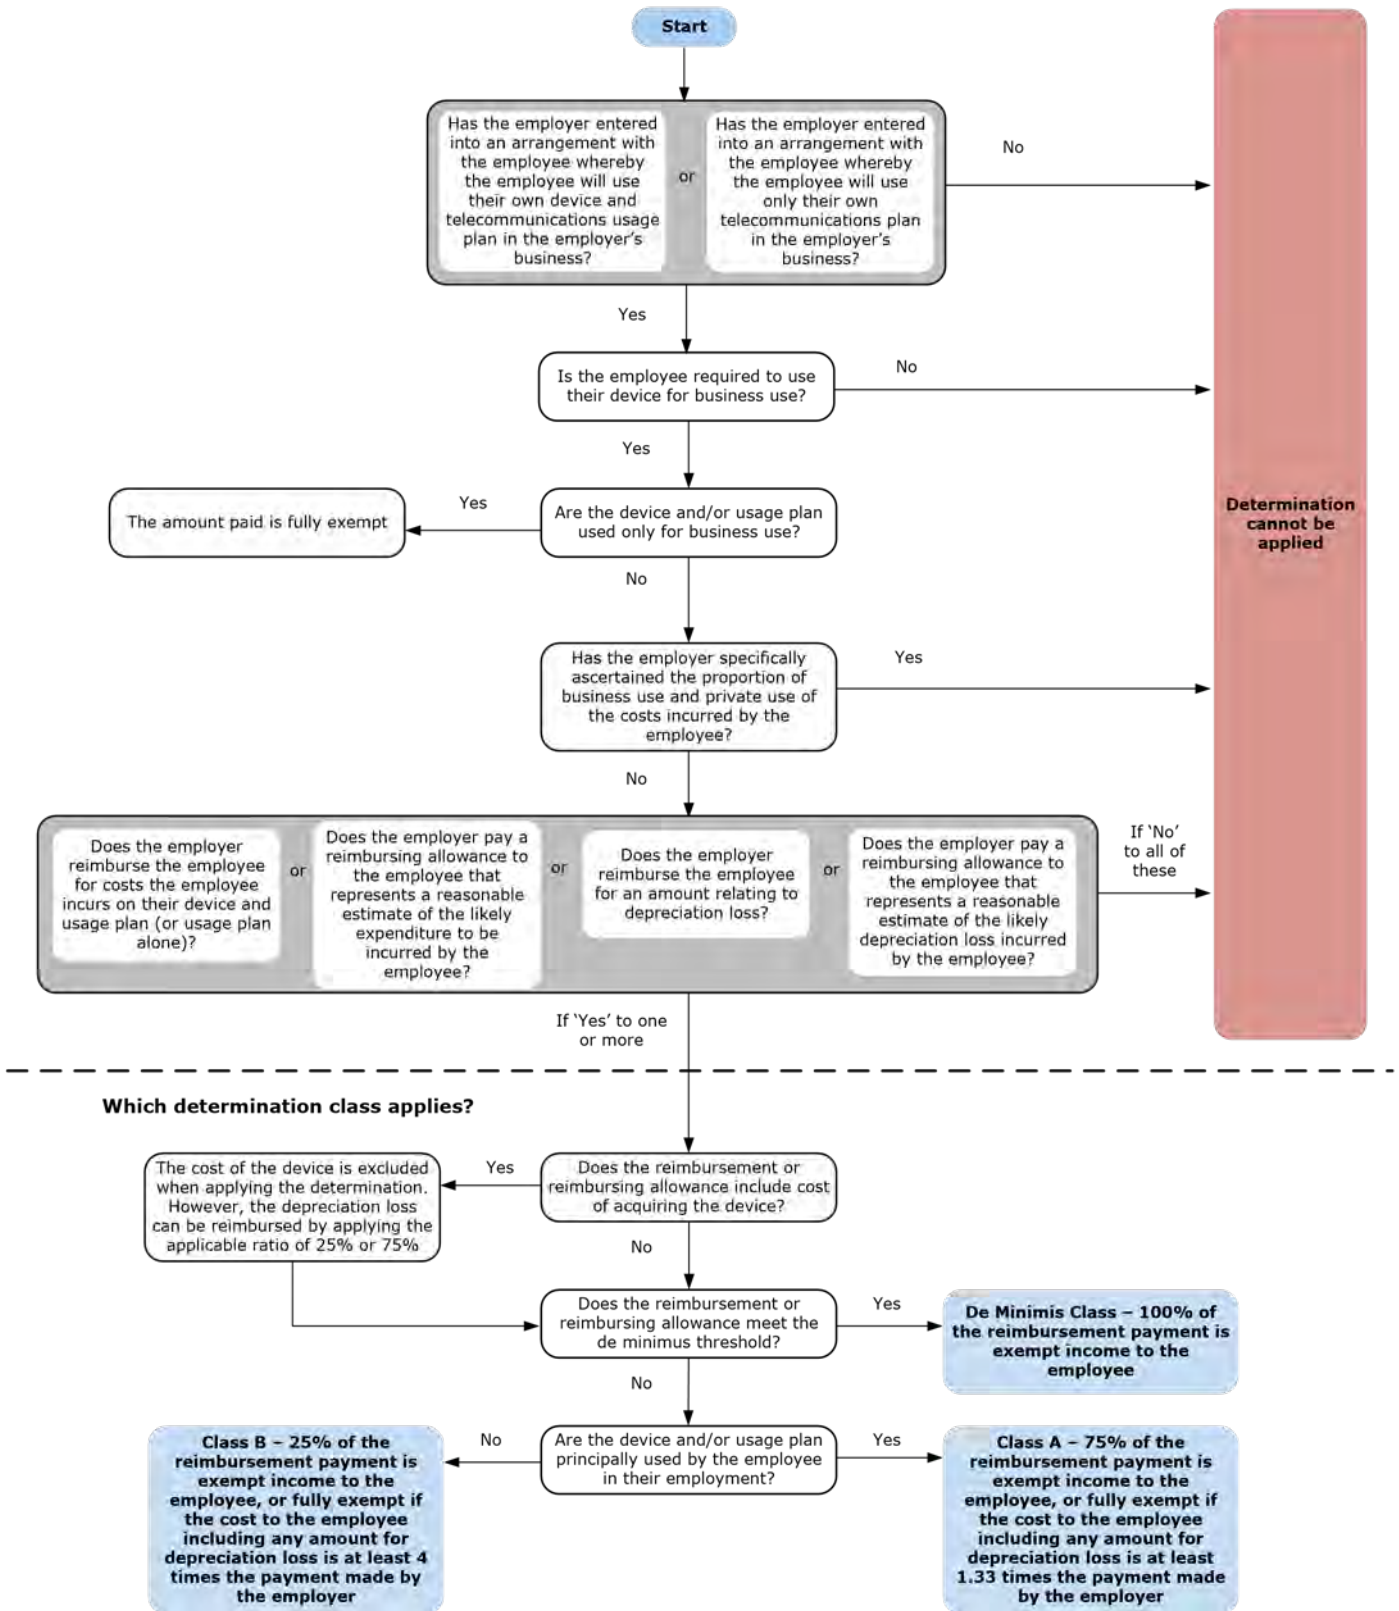 Start
Has the employer entered
into an arrangement with
the employee whereby
the employee will use
their own device and
telecommunications usage
plan in the employer's
business?
or
Has the employer entered
into an arrangement with
the employee whereby
the employee will use
only their own
telecommunications plan
in the employer's
business?
No
Yes
Is the employee required to use
their device for business use?
No
Yes
Are the device and/or usage plan
used only for business use?
Yes
The amount paid is fully exempt
No
Has the employer specifically
ascertained the proportion of
business use and private use of
the costs incurred by the
employee?
Yes
Determination
cannot be
applied
No
Does the employer
reimburse the employee
for costs the employee
incurs on their device and
usage plan (or usage plan
alone)?
or
Does the employer pay a
reimbursing allowance to
the employee that
represents a reasonable
estimate of the likely
expenditure to be
incurred by the
employee?
or
Does the employer
reimburse the employee
for an amount relating to
depreciation loss?
or
Does the employer pay a
reimbursing allowance to
the employee that
represents a reasonable
estimate of the likely
depreciation loss incurred
by the employee?
If 'No'
to all of
these
If 'Yes' to one
or more
Which determination class applies?
Does the reimbursement or
reimbursing allowance include cost
of acquiring the device?
Yes
The cost of the device is excluded
when applying the determination.
However, the depreciation loss
can be reimbursed by applying the
applicable ratio of 25% or 75%
No
Does the reimbursement or
reimbursing allowance meet the
de minimus threshold?
Yes
De Minimis Class – 100% of
the reimbursement payment is
exempt income to the
employee
No
Are the device and/or usage plan
principally used by the employee
in their employment?
No
Class B – 25% of the
reimbursement payment is
exempt income to the
employee, or fully exempt if
the cost to the employee
including any amount for
depreciation loss is at least 4
times the payment made by
the employer
Yes
Class A – 75% of the
reimbursement payment is
exempt income to the
employee, or fully exempt if
the cost to the employee
including any amount for
depreciation loss is at least
1.33 times the payment made
by the employer